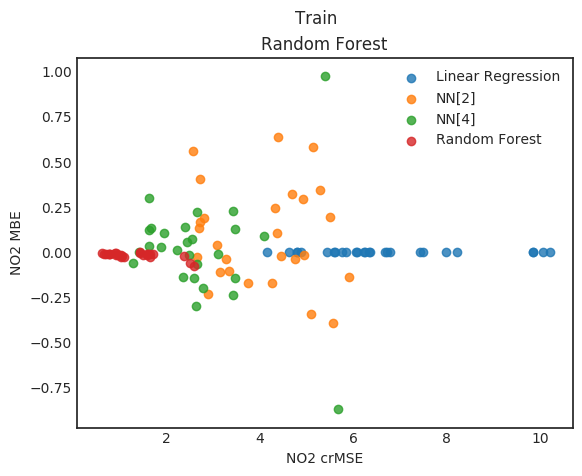 Train
Random Forest
1.00
0.75
0.50
0.25
0.00
−0.25
−0.50
−0.75
NO2 MBE
Linear Regression
NN[2]
NN[4]
Random Forest
2 4 6 8 10
NO2 crMSE